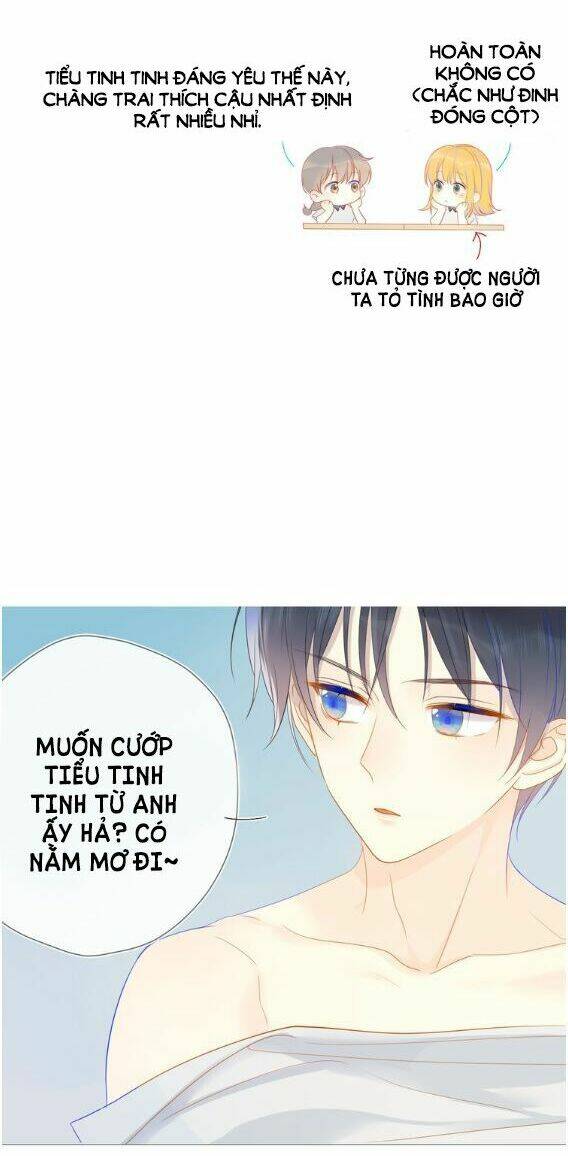 TIỂU TINH TINH ĐÁNG YÊU THẾ NÀY,
CHÀNG TRAI THÍCH CẬU NHẤT ĐỊNH
RẤT NHIỀU NHỈ.
HOÀN TOÀN
KHÔNG CÓ
(CHẮC NHƯ ĐINH
ĐÓNG CỘT)
CHƯA TỪNG ĐƯỢC NGƯỜI
TA TỎ TÌNH BAO GIỜ
MUỐN CƯỚP
TIỂU TINH
TINH TỪ ANH
ẤY HẢ? CÓ
NẰM MƠ ĐI~